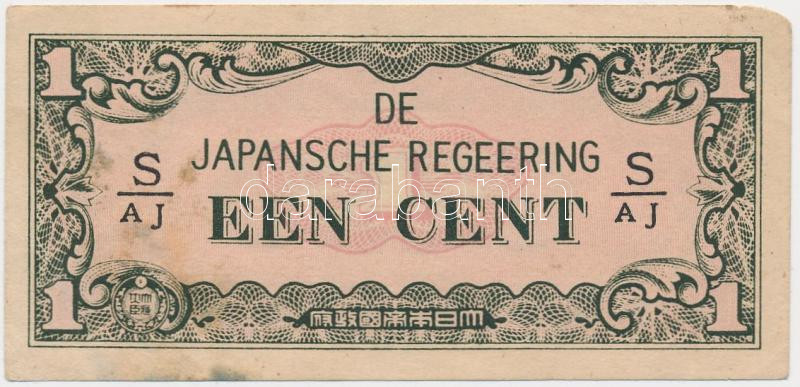 1 1
DE
JAPANSCHE REGEERING
S S
AJ AJ
EEN CENT
darabanth
1 1
府政國帝本日大